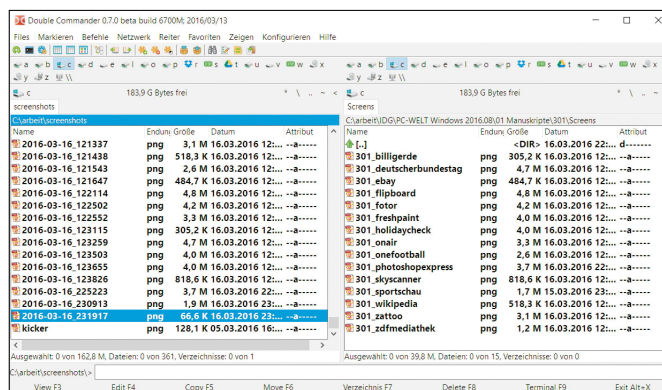 Double Commander 0.7.0 beta build 6700M; 2016/03/13
Files Markieren Befehle Netzwerk Reiter Favoriten Zeigen Konfigurieren Hilfe
a b c d e l o p r s t u v w x
y z \\
a b c d e l o p r s t u v w x
y z \\
c 183,9 G Bytes frei * \ .. ~ <
screenshots
C:\arbeit\screenshots
Name Endung Größe Datum Attribut
2016-03-16_121337 png 3,1 M 16.03.2016 12:... --a-----
2016-03-16_121438 png 518,3 K 16.03.2016 12:... --a-----
2016-03-16_121543 png 2,6 M 16.03.2016 12:... --a-----
2016-03-16_121647 png 484,7 K 16.03.2016 12:... --a-----
2016-03-16_122114 png 4,8 M 16.03.2016 12:... --a-----
2016-03-16_122502 png 4,2 M 16.03.2016 12:... --a-----
2016-03-16_122552 png 3,3 M 16.03.2016 12:... --a-----
2016-03-16_123115 png 305,2 K 16.03.2016 12:... --a-----
2016-03-16_123259 png 4,7 M 16.03.2016 12:... --a-----
2016-03-16_123503 png 4,0 M 16.03.2016 12:... --a-----
2016-03-16_123655 png 4,0 M 16.03.2016 12:... --a-----
2016-03-16_123826 png 818,6 K 16.03.2016 12:... --a-----
2016-03-16_225223 png 3,7 M 16.03.2016 22:... --a-----
2016-03-16_230913 png 1,9 M 16.03.2016 23:... --a-----
2016-03-16_231917 png 66,6 K 16.03.2016 23:... --a-----
kicker png 128,1 K 05.03.2016 16:... --a-----
Ausgewählt: 0 von 162,8 M, Dateien: 0 von 361, Verzeichnisse: 0 von 1
c 183,9 G Bytes frei * \ .. ~ >
Screens
C:\arbeit\IDG\PC-WELT Windows 2016.08\01 Manuskripte\301\Screens
Name Endung Größe Datum Attribut
[..] <DIR> 16.03.2016 22:... d-------
301_billigerde png 305,2 K 16.03.2016 12:... --a-----
301_deutscherbundestag png 4,7 M 16.03.2016 12:... --a-----
301_ebay png 484,7 K 16.03.2016 12:... --a-----
301_flipboard png 4,8 M 16.03.2016 12:... --a-----
301_fotor png 4,2 M 16.03.2016 12:... --a-----
301_freshpaint png 4,0 M 16.03.2016 12:... --a-----
301_holidaycheck png 4,0 M 16.03.2016 12:... --a-----
301_onair png 3,3 M 16.03.2016 12:... --a-----
301_onefootball png 2,6 M 16.03.2016 12:... --a-----
301_photoshopexpress png 3,7 M 16.03.2016 22:... --a-----
301_skyscanner png 818,6 K 16.03.2016 12:... --a-----
301_sportschau png 1,7 M 16.03.2016 23:... --a-----
301_wikipedia png 518,3 K 16.03.2016 12:... --a-----
301_zattoo png 3,1 M 16.03.2016 12:... --a-----
301_zdfmediathek png 1,2 M 16.03.2016 12:... --a-----
Ausgewählt: 0 von 39,8 M, Dateien: 0 von 15, Verzeichnisse: 0 von 0
C:\arbeit\screenshots\>
View F3 Edit F4 Copy F5 Move F6 Verzeichnis F7 Delete F8 Terminal F9 Exit Alt+X